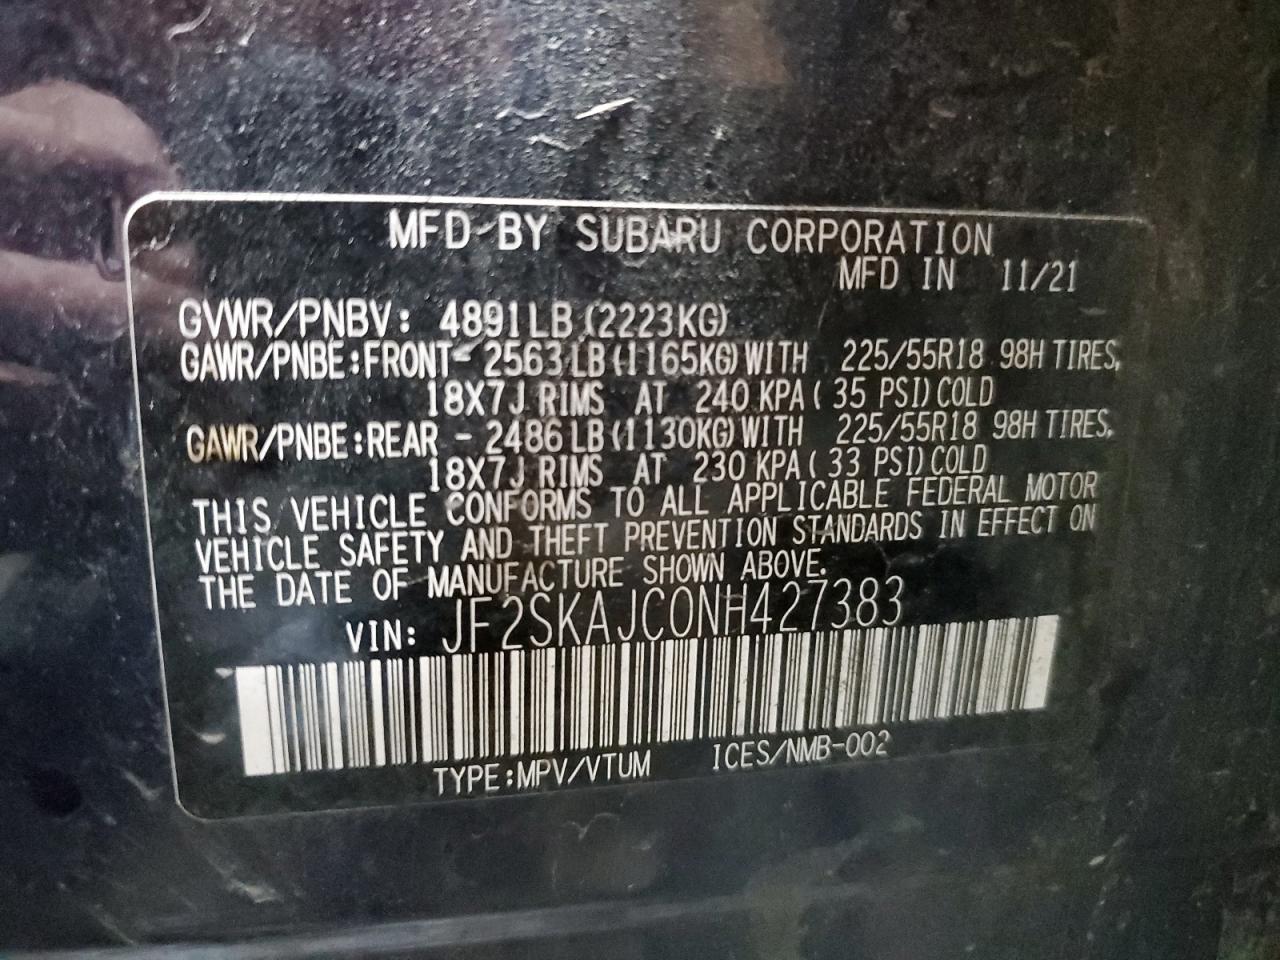 MFD BY SUBARU CORPORATION
MFD IN 11/21
GVWR/PNBV: 4891LB(2223KG)
GAWR/PNBE:FRONT- 2563LB(1165KG)WITH 225/55R18 98H TIRES,
18X7J RIMS AT 240 KPA( 35 PSI)COLD
GAWR/PNBE:REAR - 2486LB(1130KG)WITH 225/55R18 98H TIRES,
18X7J RIMS AT 230 KPA( 33 PSI)COLD
THIS VEHICLE CONFORMS TO ALL APPLICABLE FEDERAL MOTOR
VEHICLE SAFETY AND THEFT PREVENTION STANDARDS IN EFFECT ON
THE DATE OF MANUFACTURE SHOWN ABOVE.
VIN: JF2SKAJC0NH427383
TYPE:MPV/VTUM ICES/NMB-002